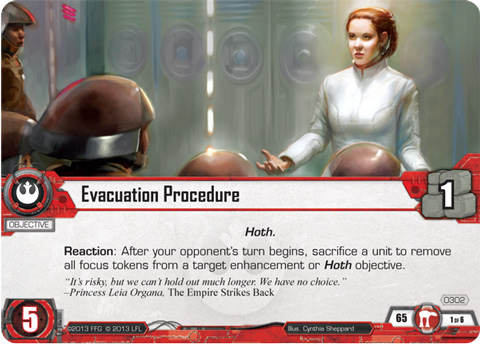 Evacuation Procedure
1
OBJECTIVE
Hoth.
Reaction: After your opponent's turn begins, sacrifice a unit to remove
all focus tokens from a target enhancement or Hoth objective.
"It's risky, but we can't hold out much longer. We have no choice."
–Princess Leia Organa, The Empire Strikes Back
0302
5
©2013 FFG © 2013 LFL
Illus. Cynthia Sheppard
65
1 of 6